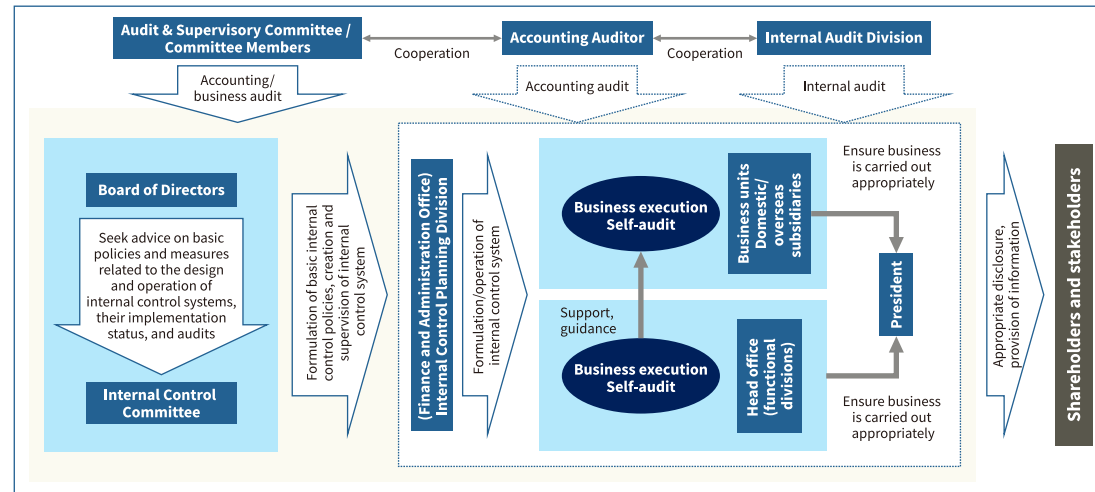 Audit & Supervisory Committee /
Committee Members
Cooperation
Accounting Auditor
Cooperation
Internal Audit Division
Accounting/
business audit
Accounting audit
Internal audit
Board of Directors
Seek advice on basic
policies and measures
related to the design
and operation of
internal control systems,
their implementation
status, and audits
Internal Control
Committee
Formulation of basic internal
control policies, creation and
supervision of internal
control system
(Finance and Administration Office)
Internal Control Planning Division
Formulation/operation of
internal control system
Business execution
Self-audit
Business units
Domestic/
overseas
subsidiaries
Ensure business
is carried out
appropriately
Support,
guidance
Business execution
Self-audit
Head office
(functional
divisions)
President
Ensure business
is carried out
appropriately
Appropriate disclosure,
provision of information
Shareholders and stakeholders